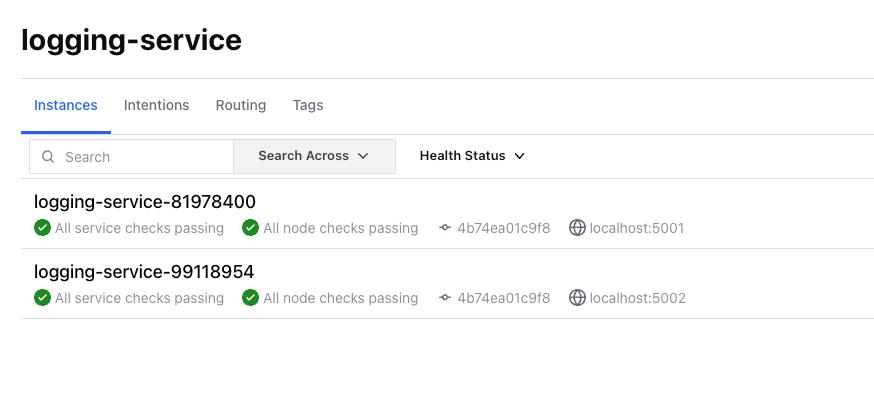 logging-service
Instances Intentions Routing Tags
Search Search Across Health Status
logging-service-81978400
All service checks passing All node checks passing 4b74ea01c9f8 localhost:5001
logging-service-99118954
All service checks passing All node checks passing 4b74ea01c9f8 localhost:5002